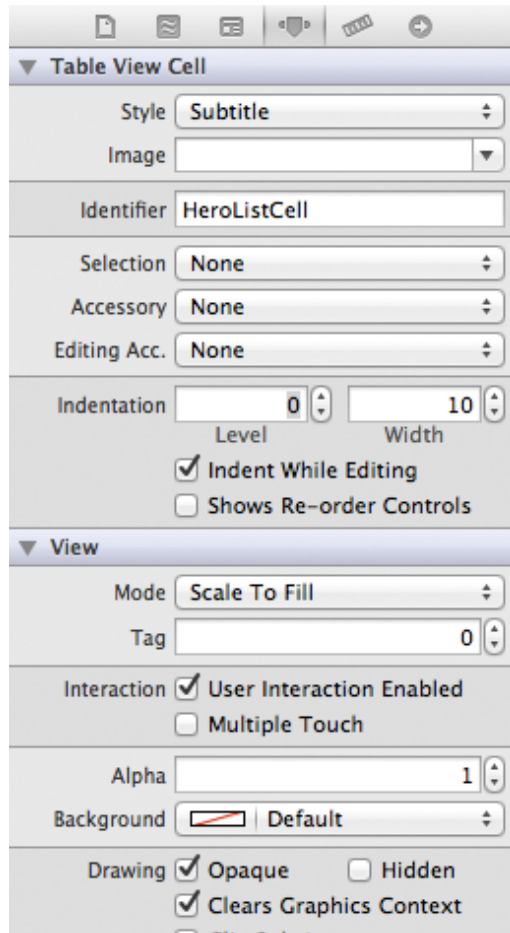 Table View Cell
Style Subtitle
Image
Identifier HeroListCell
Selection None
Accessory None
Editing Acc. None
Indentation 0 10
Level Width
Indent While Editing
Shows Re-order Controls
View
Mode Scale To Fill
Tag 0
Interaction User Interaction Enabled
Multiple Touch
Alpha 1
Background Default
Drawing Opaque Hidden
Clears Graphics Context